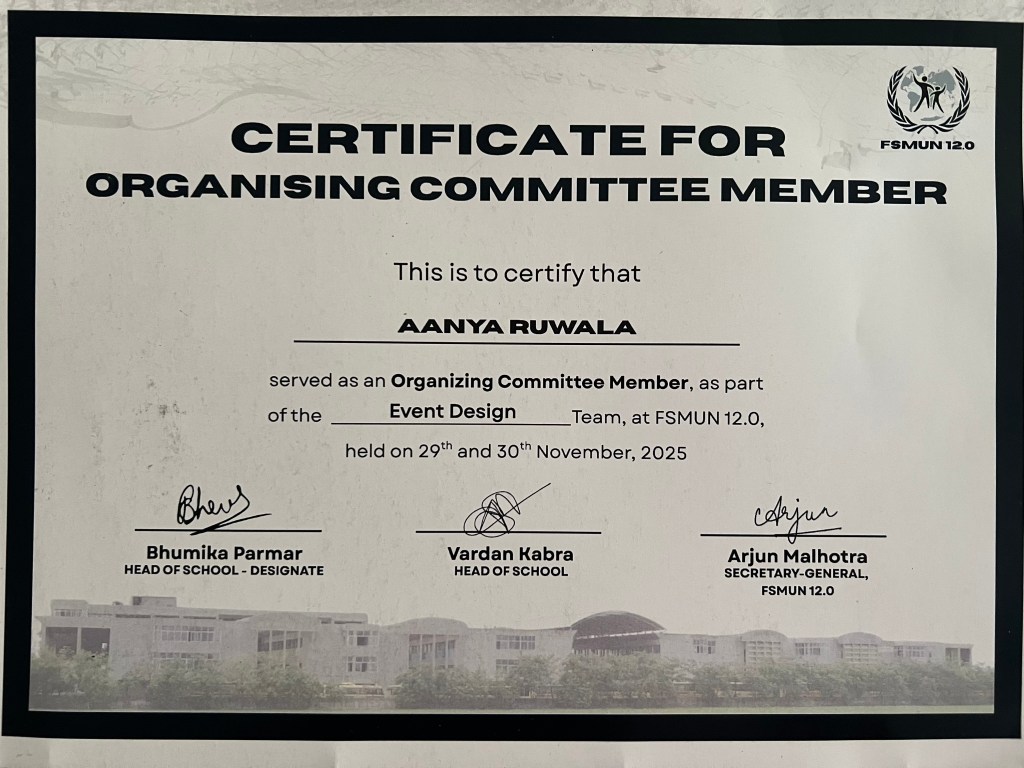 FSMUN 12.0
CERTIFICATE FOR
ORGANISING COMMITTEE MEMBER
This is to certify that
AANYA RUWALA
served as an Organizing Committee Member, as part
of the Event Design Team, at FSMUN 12.0,
held on 29th and 30th November, 2025
Arjun
Bhumika Parmar
HEAD OF SCHOOL - DESIGNATE
Vardan Kabra
HEAD OF SCHOOL
Arjun Malhotra
SECRETARY-GENERAL,
FSMUN 12.0